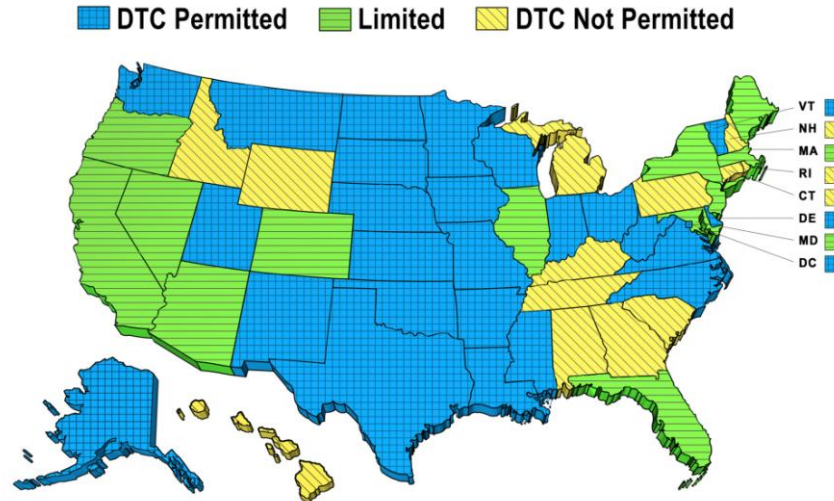 DTC Permitted Limited DTC Not Permitted
VT
NH
MA
RI
CT
DE
MD
DC